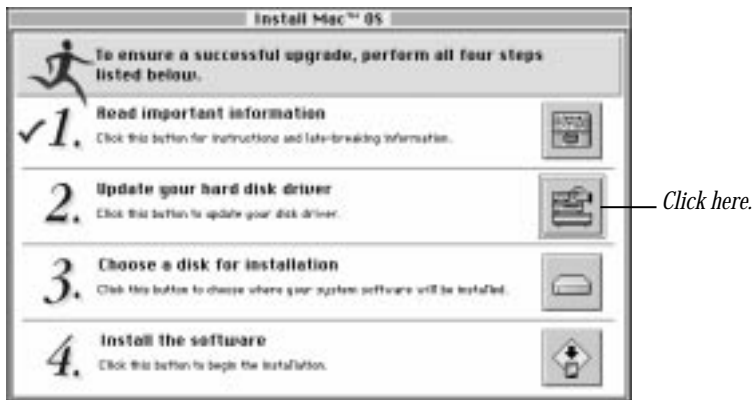 Install Mac™ OS
To ensure a successful upgrade, perform all four steps
listed below.
1. Read important information
Click this button for instructions and late-breaking information.
2. Update your hard disk driver
Click this button to update your disk driver.
Click here.
3. Choose a disk for installation
Click this button to choose where your system software will be installed.
4. Install the software
Click this button to begin the installation.